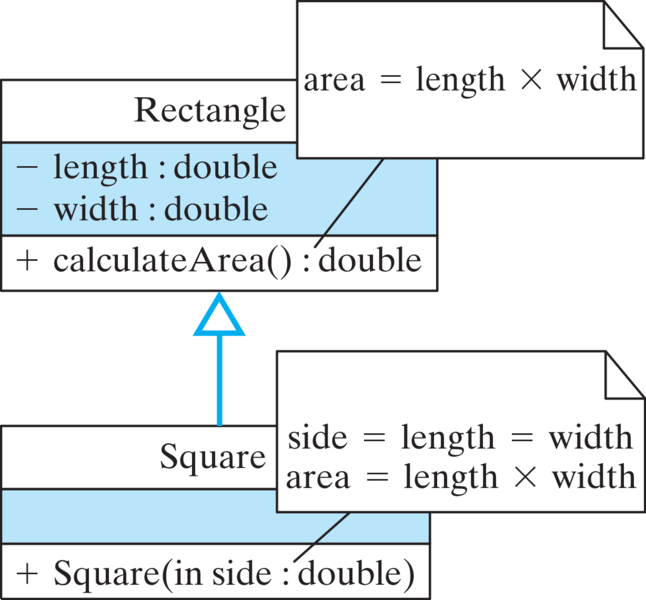 area = length × width
Rectangle
− length : double
− width : double
+ calculateArea() : double
side = length = width
area = length × width
Square
+ Square(in side : double)